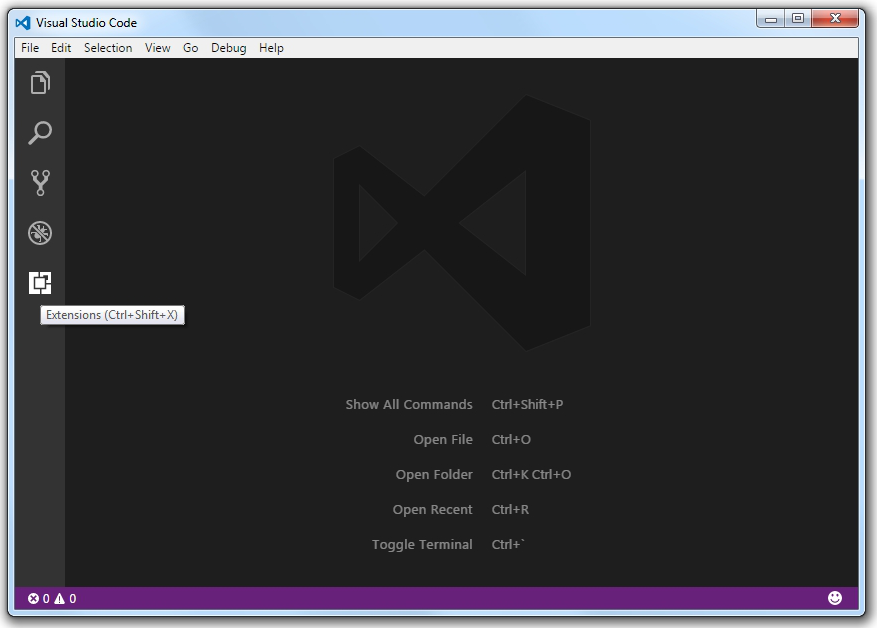 Visual Studio Code
File Edit Selection View Go Debug Help
Extensions (Ctrl+Shift+X)
Show All Commands Ctrl+Shift+P
Open File Ctrl+O
Open Folder Ctrl+K Ctrl+O
Open Recent Ctrl+R
Toggle Terminal Ctrl+`
0 0